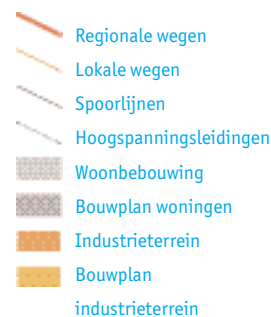 Regionale wegen
Lokale wegen
Spoorlijnen
Hoogspanningsleidingen
Woonbebouwing
Bouwplan woningen
Industrieterrein
Bouwplan
industrieterrein